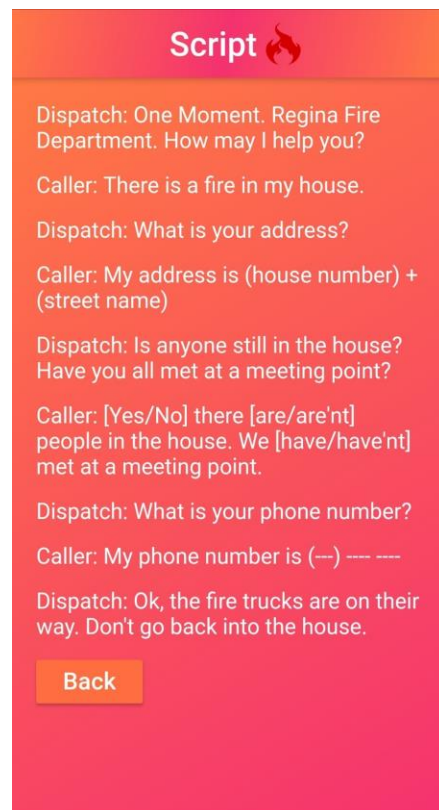 Script
Dispatch: One Moment. Regina Fire
Department. How may I help you?
Caller: There is a fire in my house.
Dispatch: What is your address?
Caller: My address is (house number) +
(street name)
Dispatch: Is anyone still in the house?
Have you all met at a meeting point?
Caller: [Yes/No] there [are/are'nt]
people in the house. We [have/have'nt]
met at a meeting point.
Dispatch: What is your phone number?
Caller: My phone number is (---) ---- ----
Dispatch: Ok, the fire trucks are on their
way. Don't go back into the house.
Back